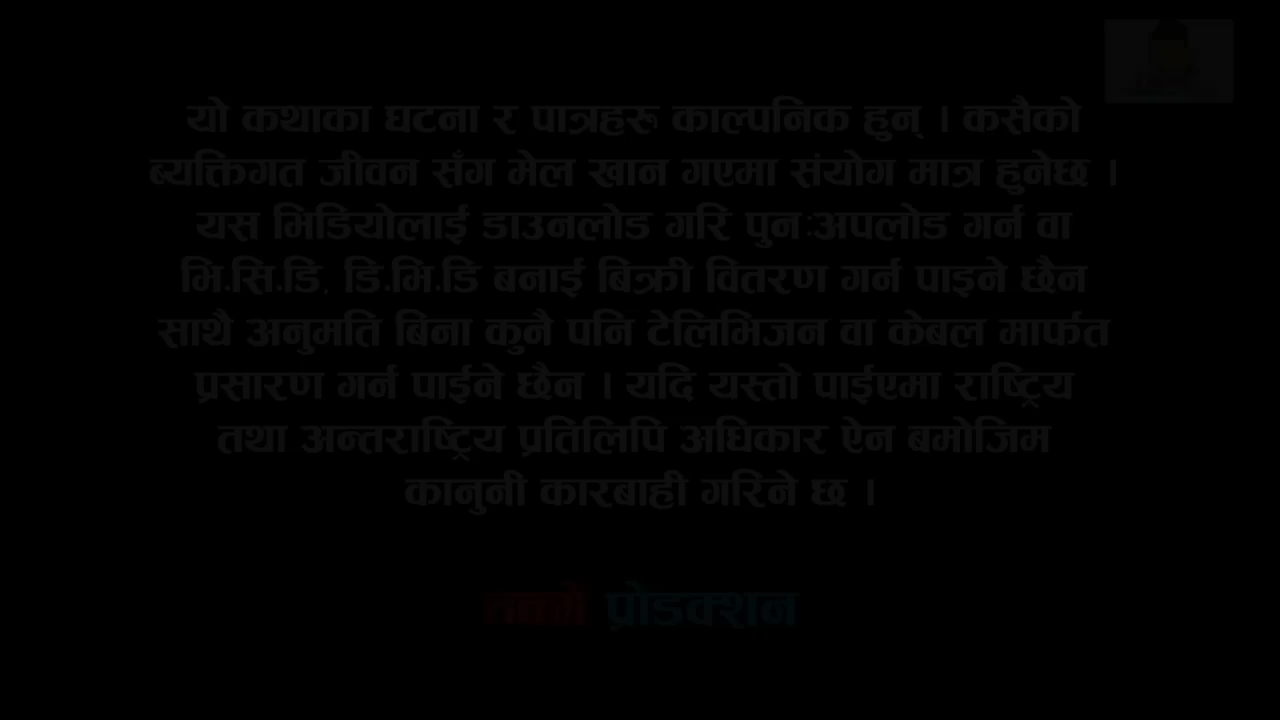 यो कथाका घटना र पात्रहरु काल्पनिक हुन् । कसैको
ब्यक्तिगत जीवन सँग मेल खान गएमा संयोग मात्र हुनेछ ।
यस भिडियोलाई डाउनलोड गरि पुनःअपलोड गर्न वा
भि.सि.डि. डि.भि.डि बनाई बिक्री वितरण गर्न पाइने छैन
साथै अनुमति बिना कुनै पनि टेलिभिजन वा केबल मार्फत
प्रसारण गर्न पाईने छैन । यदि यस्तो पाईएमा राष्ट्रिय
तथा अन्तराष्ट्रिय प्रतिलिपि अधिकार ऐन बमोजिम
कानुनी कारबाही गरिने छ ।
प्रोडक्शन